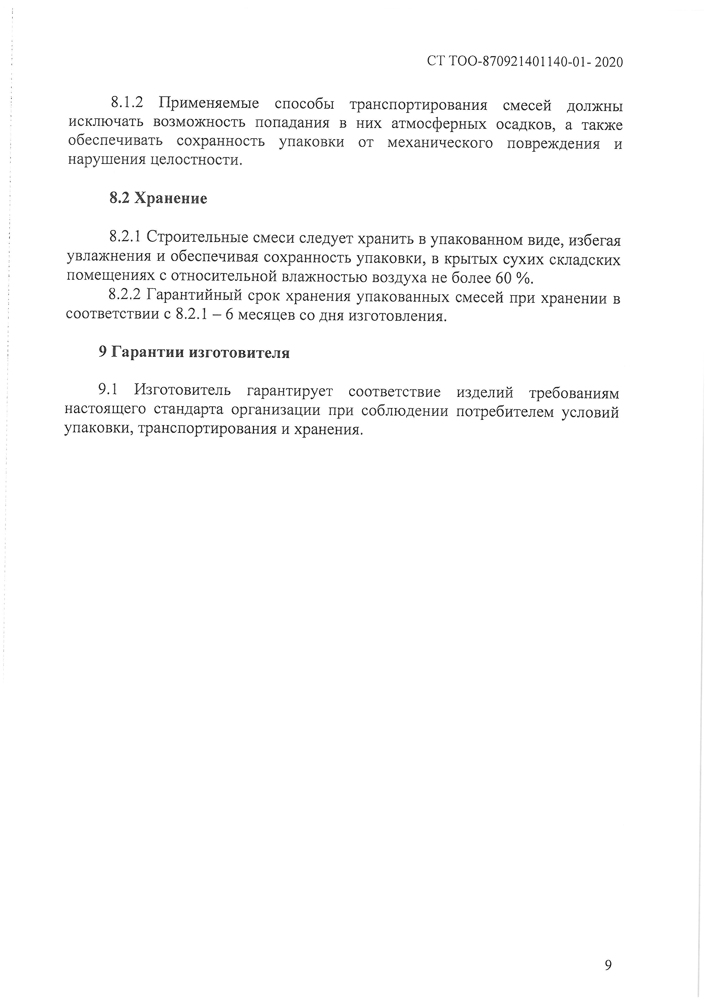 СТ ТОО-870921401140-01- 2020
8.1.2 Применяемые способы транспортирования смесей должны
исключать возможность попадания в них атмосферных осадков, а также
обеспечивать сохранность упаковки от механического повреждения и
нарушения целостности.
8.2 Хранение
8.2.1 Строительные смеси следует хранить в упакованном виде, избегая
увлажнения и обеспечивая сохранность упаковки, в крытых сухих складских
помещениях с относительной влажностью воздуха не более 60 %.
8.2.2 Гарантийный срок хранения упакованных смесей при хранении в
соответствии с 8.2.1 – 6 месяцев со дня изготовления.
9 Гарантии изготовителя
9.1 Изготовитель гарантирует соответствие изделий требованиям
настоящего стандарта организации при соблюдении потребителем условий
упаковки, транспортирования и хранения.
9